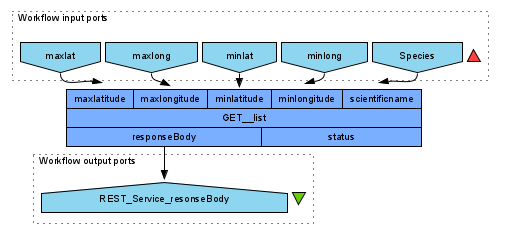 Workflow input ports
maxlat maxlong minlat minlong Species
maxlatitude maxlongitude minlatitude minlongitude scientificname
GET__list
responseBody status
Workflow output ports
REST_Service_resonseBody